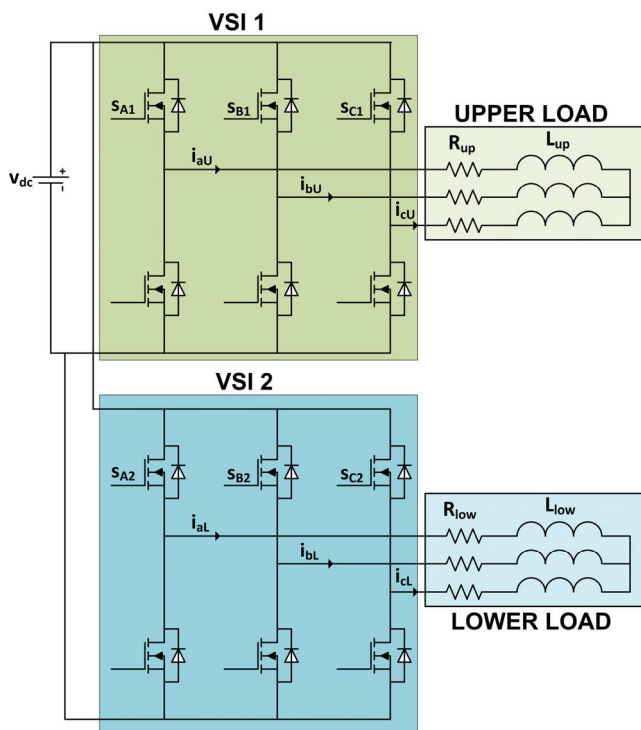 VSI 1
S_A1 S_B1 S_C1
UPPER LOAD
R_up L_up
i_aU
i_bU
i_cU
v_dc
+
-
VSI 2
S_A2 S_B2 S_C2
R_low L_low
i_aL
i_bL
i_cL
LOWER LOAD